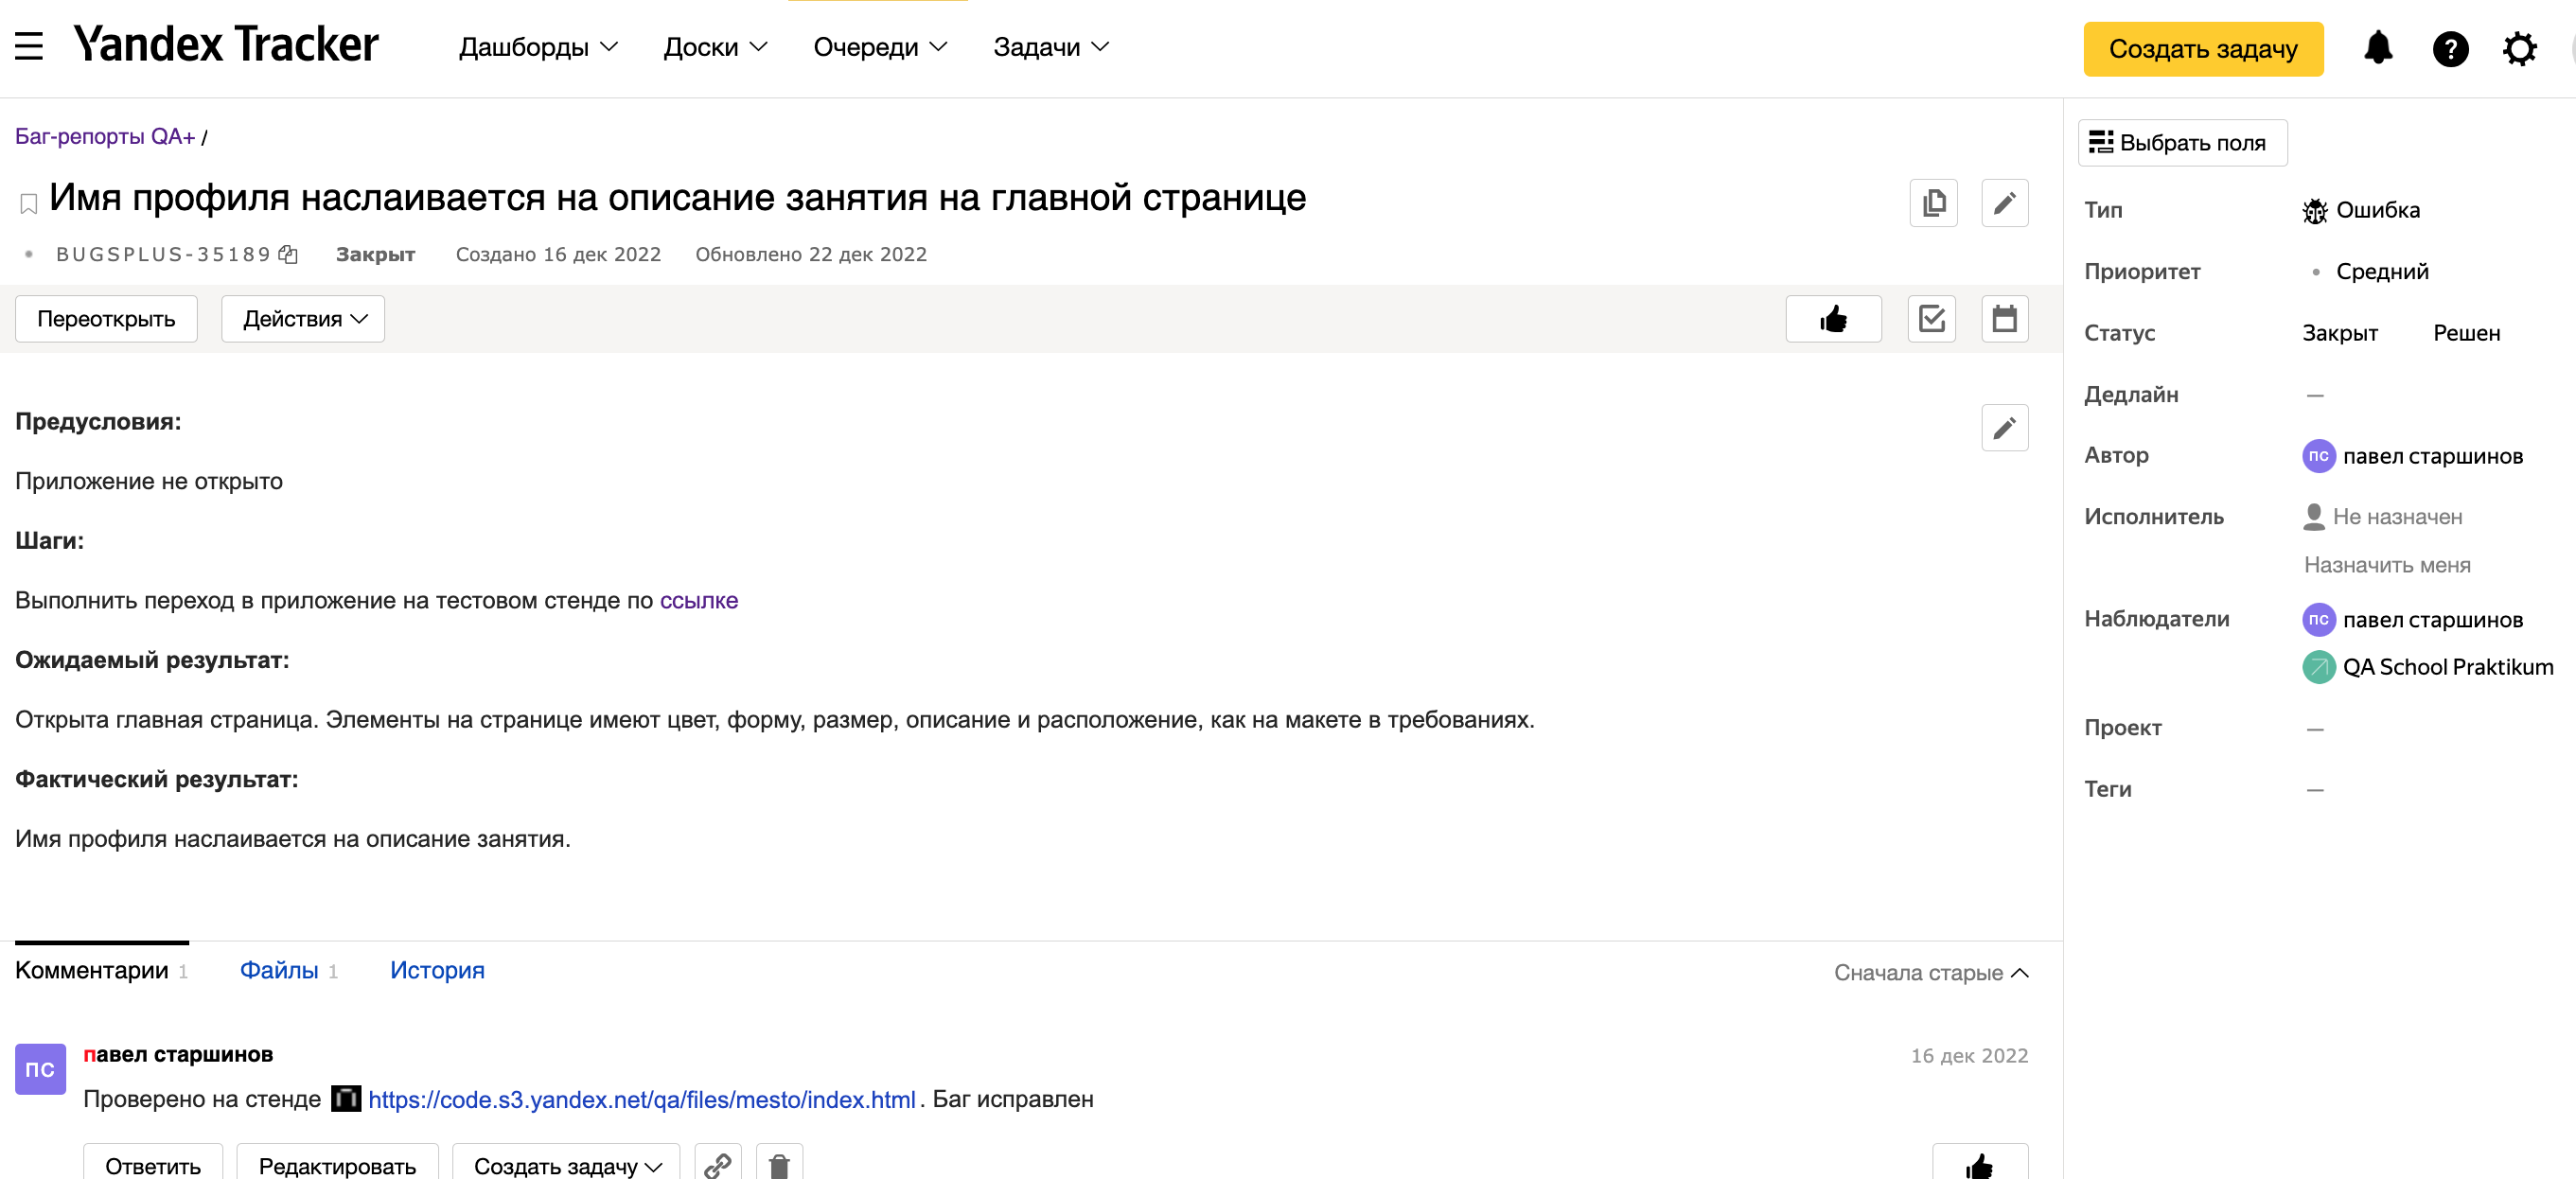 Yandex Tracker
Дашборды
Доски
Очереди
Задачи
Создать задачу
Баг-репорты QA+ /
Имя профиля наслаивается на описание занятия на главной странице
BUGSPLUS-35189 Закрыт Создано 16 дек 2022 Обновлено 22 дек 2022
Переоткрыть
Действия
Предусловия:
Приложение не открыто
Шаги:
Выполнить переход в приложение на тестовом стенде по ссылке
Ожидаемый результат:
Открыта главная страница. Элементы на странице имеют цвет, форму, размер, описание и расположение, как на макете в требованиях.
Фактический результат:
Имя профиля наслаивается на описание занятия.
Комментарии 1
Файлы 1
История
Сначала старые
ПС
павел старшинов
16 дек 2022
Проверено на стенде https://code.s3.yandex.net/qa/files/mesto/index.html. Баг исправлен
Ответить
Редактировать
Создать задачу
Выбрать поля
Тип Ошибка
Приоритет Средний
Статус Закрыт Решен
Дедлайн —
Автор ПС павел старшинов
Исполнитель Не назначен
Назначить меня
Наблюдатели ПС павел старшинов
QA School Praktikum
Проект —
Теги —